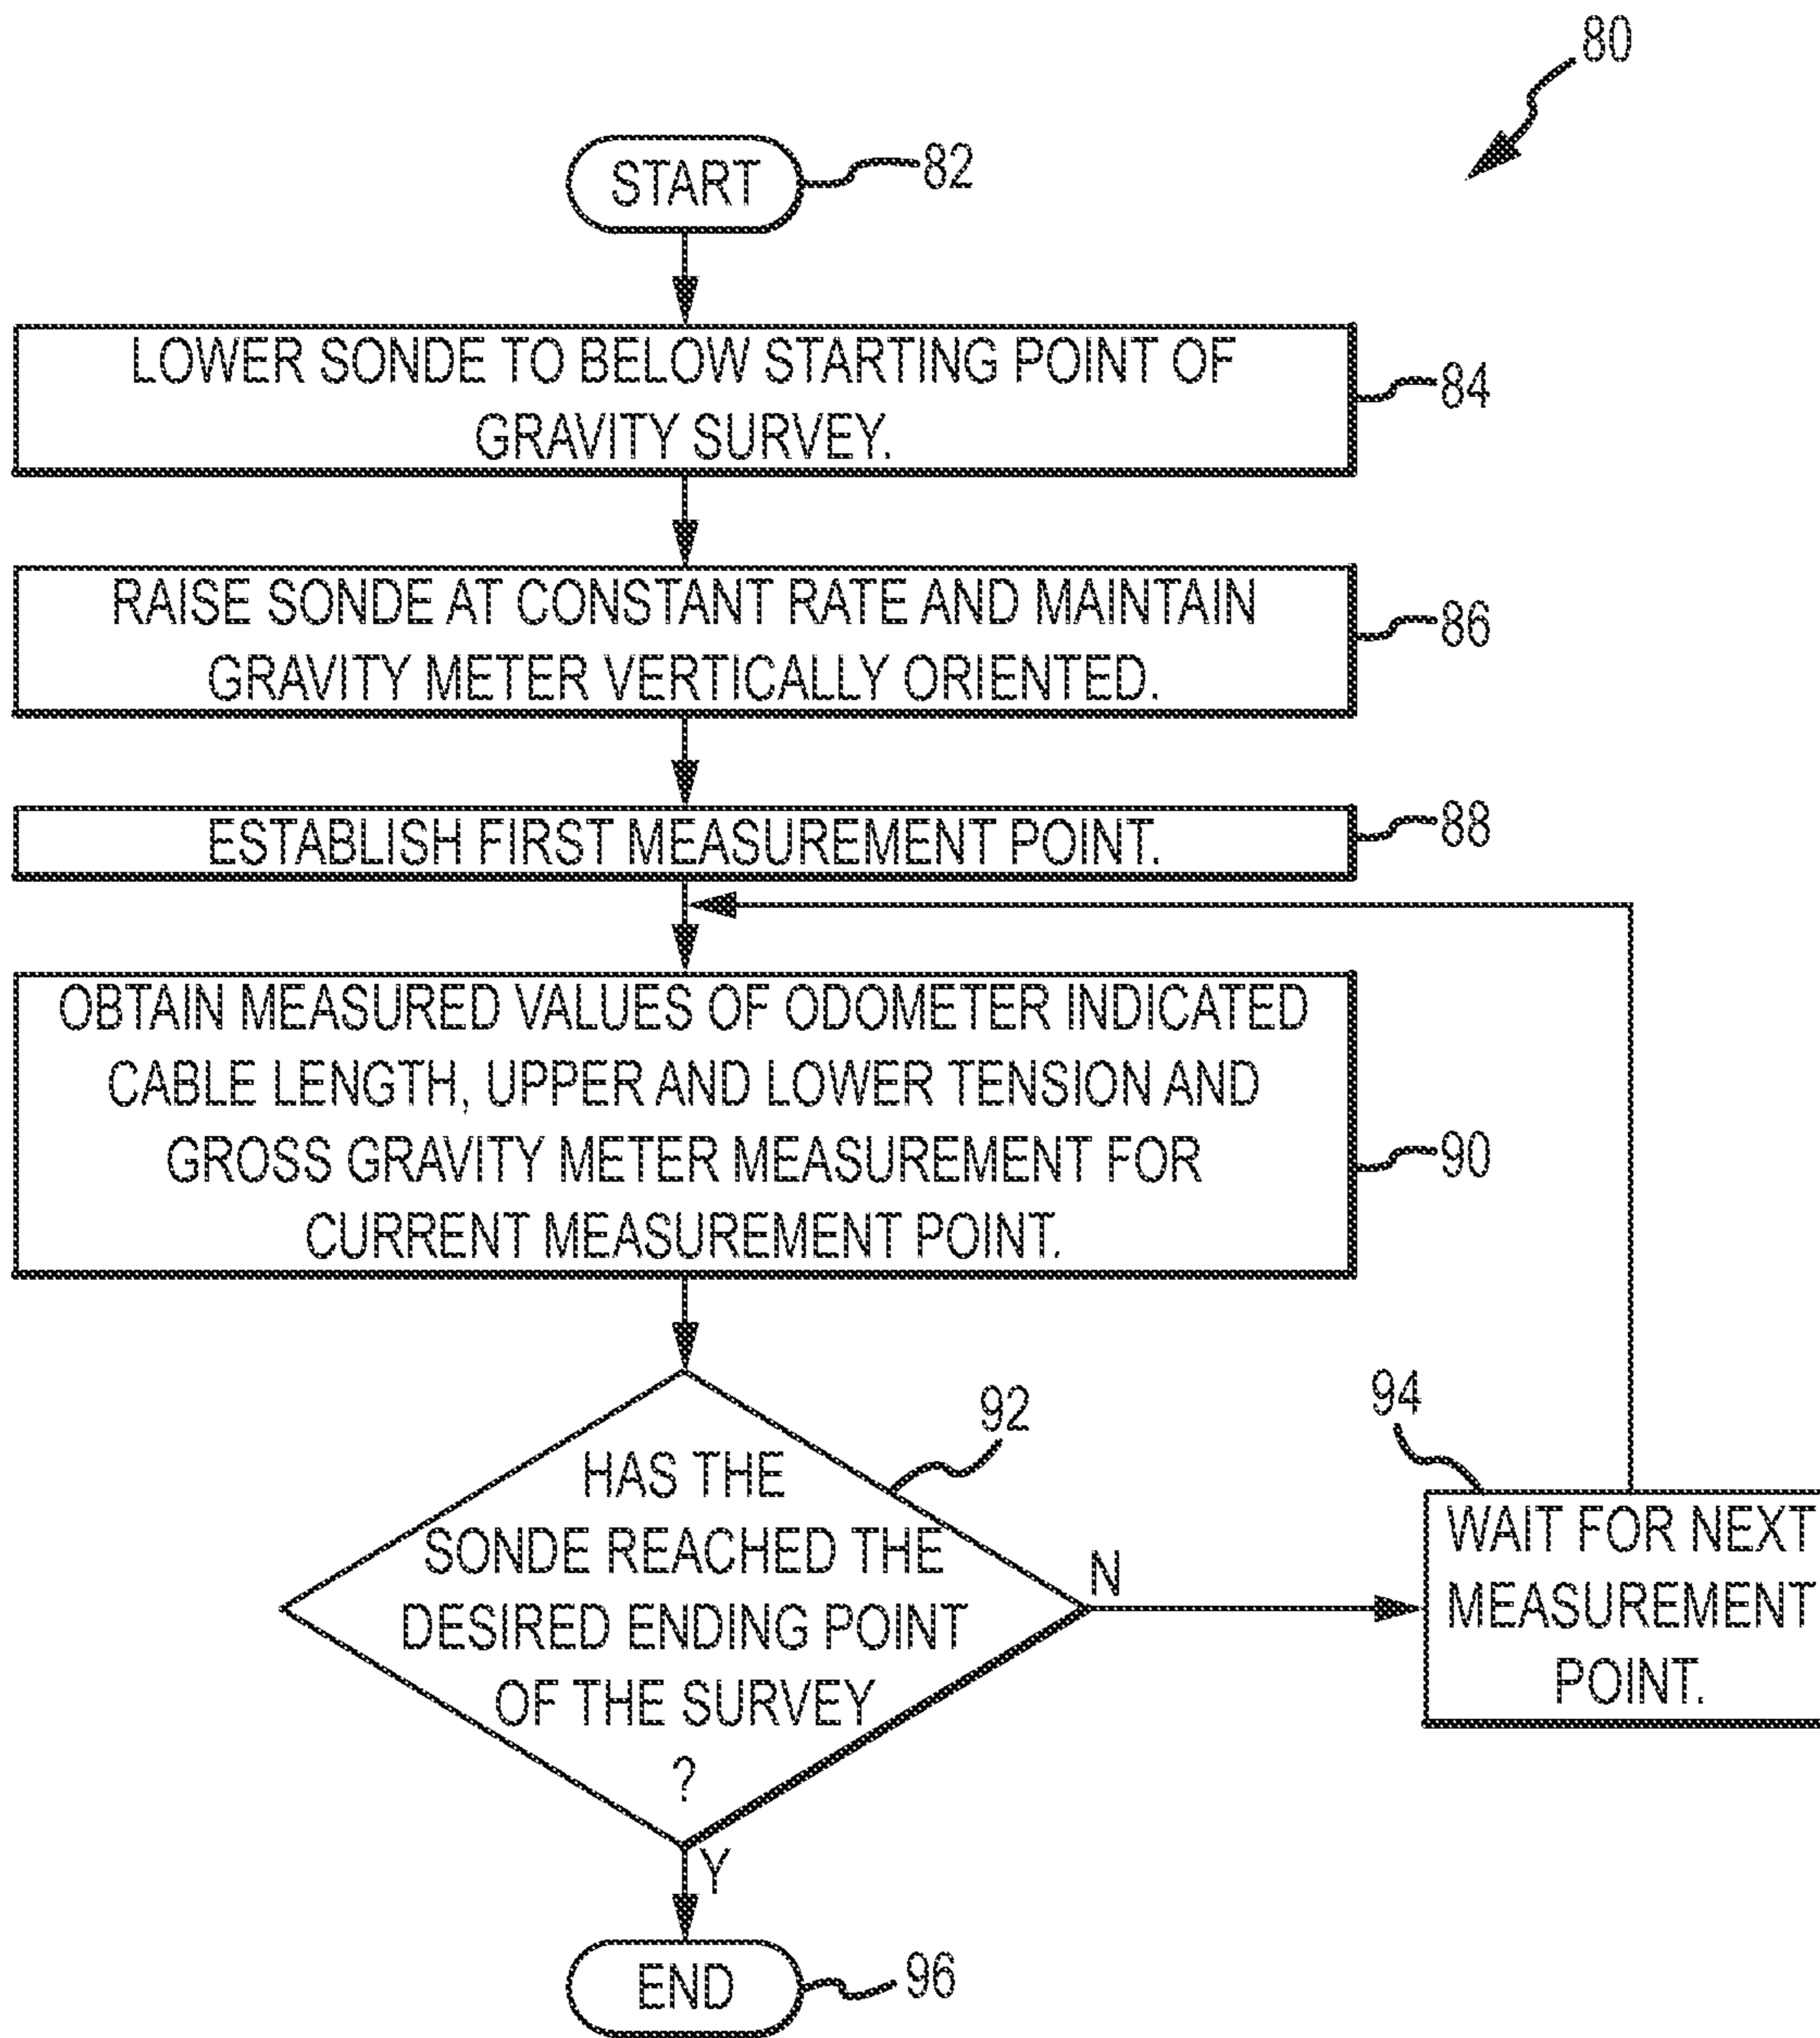 80
START
82
LOWER SONDE TO BELOW STARTING POINT OF
GRAVITY SURVEY.
84
RAISE SONDE AT CONSTANT RATE AND MAINTAIN
GRAVITY METER VERTICALLY ORIENTED.
86
ESTABLISH FIRST MEASUREMENT POINT.
88
OBTAIN MEASURED VALUES OF ODOMETER INDICATED
CABLE LENGTH, UPPER AND LOWER TENSION AND
GROSS GRAVITY METER MEASUREMENT FOR
CURRENT MEASUREMENT POINT.
90
HAS THE
SONDE REACHED THE
DESIRED ENDING POINT
OF THE SURVEY
?
92
N
94
WAIT FOR NEXT
MEASUREMENT
POINT.
Y
END
96